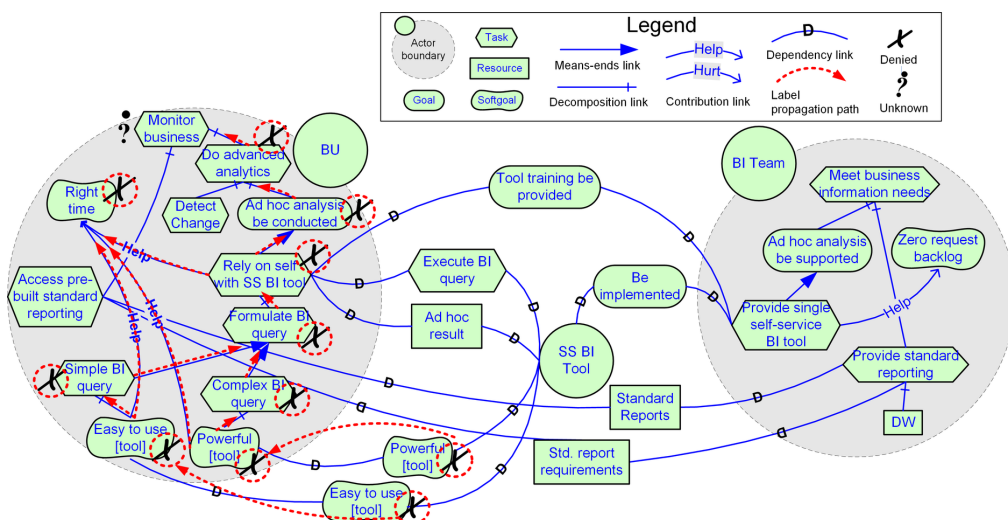 Legend
Actor
boundary
Task
Resource
Goal
Softgoal
Means-ends link
Decomposition link
Help
Hurt
Contribution link
D
Dependency link
Label
propagation path
Denied
?
Unknown
?
Monitor
business
BU
Do advanced
analytics
Right
time
Detect
Change
Ad hoc analysis
be conducted
Help
Rely on self
with SS BI tool
Access pre-
built standard
reporting
Formulate BI
query
Help
Help
Simple BI
query
Complex BI
query
Easy to use
[tool]
Powerful
[tool]
D
Tool training be
provided
D
D
Execute BI
query
D
D
Ad hoc
result
D
D
Be
implemented
D
SS BI
Tool
D
Standard
Reports
D
D
Std. report
requirements
D
D
Powerful
[tool]
D
D
Easy to use
[tool]
D
BI Team
Meet business
information needs
Ad hoc analysis
be supported
Zero request
backlog
Provide single
self-service
BI tool
Help
Provide standard
reporting
DW